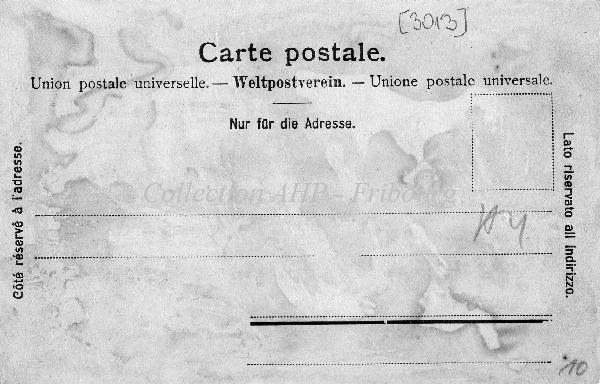 [3013]
Carte postale.
Union postale universelle. — Weltpostverein. — Unione postale universale.
Nur für die Adresse.
Côté réservé à l'adresse.
Lato riservato all indirizzo.
Collection AHP - Fribourg
10